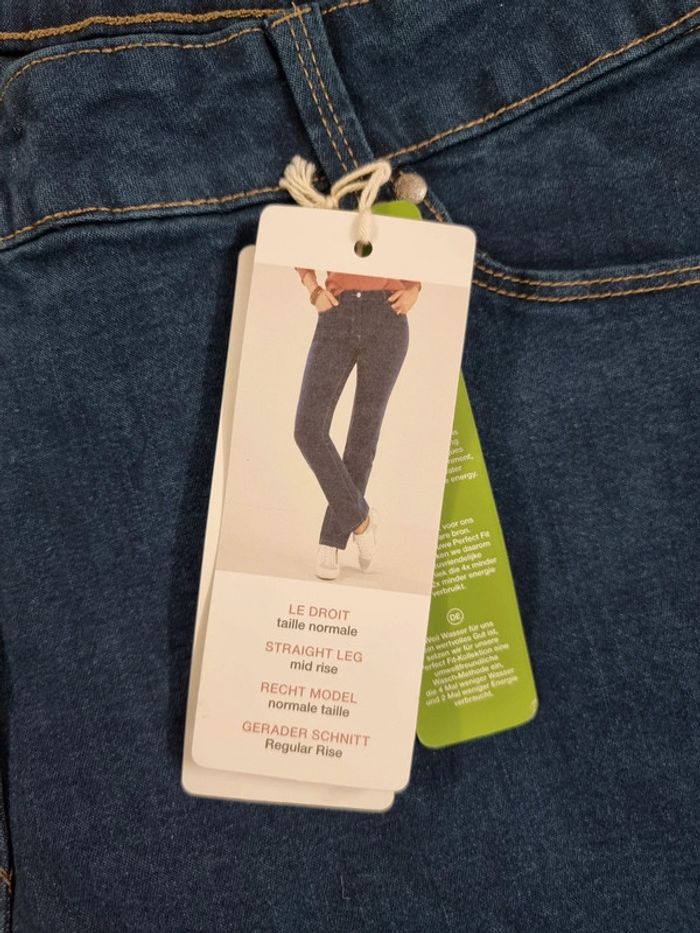 LE DROIT
taille normale
STRAIGHT LEG
mid rise
RECHT MODEL
normale taille
GERADER SCHNITT
Regular Rise
energy.
voor ons
bron.
Perfect Fit
we daarom
die 4x minder
minder energie
verbruikt.
DE
Weil Wasser für uns
ein wertvolles Gut ist,
setzen wir für unsere
Perfect Fit-Kollektion eine
umweltfreundliche
Wasch-Methode ein,
die 4 Mal weniger Wasser
und 2 Mal weniger Energie
verbraucht.